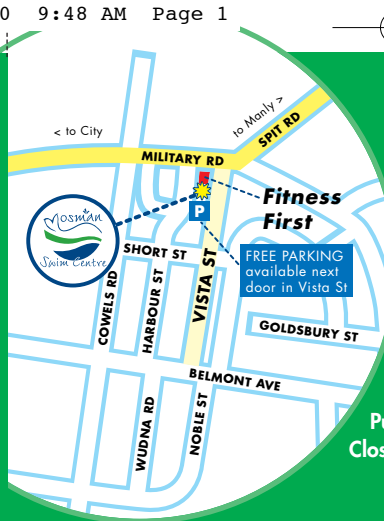 0 9:48 AM Page 1
< to City
to Manly >
SPIT RD
MILITARY RD
Fitness
First
P
Mosman
Swim Centre
SHORT ST
FREE PARKING
available next
door in Vista St
COWELS RD
HARBOUR ST
VISTA ST
GOLDSBURY ST
BELMONT AVE
WUDNA RD
NOBLE ST
Clos